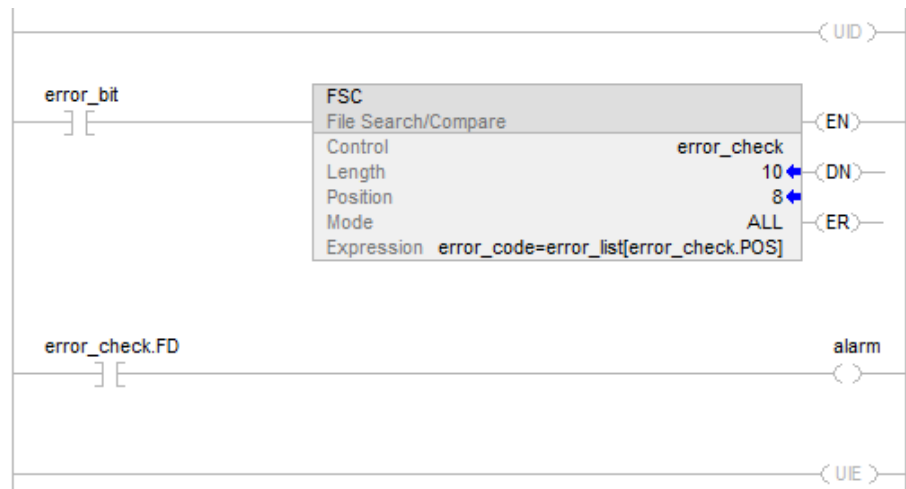 UID
error_bit
FSC
File Search/Compare
EN
Control error_check
Length 10
DN
Position 8
Mode ALL
ER
Expression error_code=error_list[error_check.POS]
error_check.FD alarm
UIE